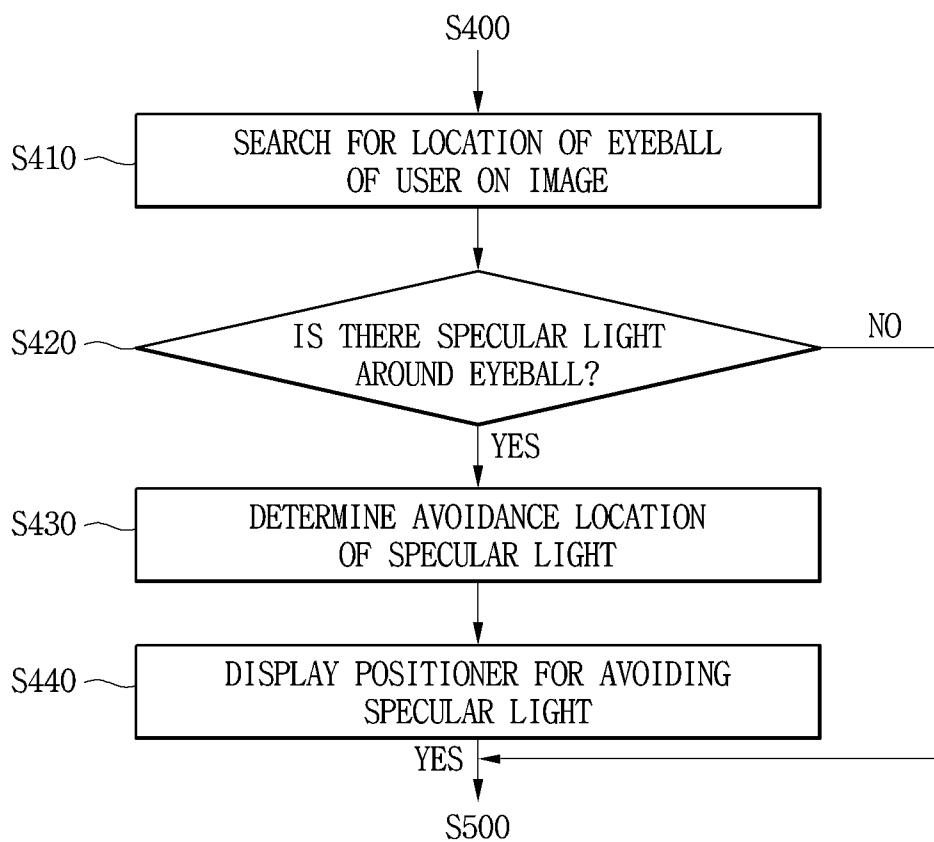 S400
S410
SEARCH FOR LOCATION OF EYEBALL
OF USER ON IMAGE
S420
IS THERE SPECULAR LIGHT
AROUND EYEBALL?
NO
YES
S430
DETERMINE AVOIDANCE LOCATION
OF SPECULAR LIGHT
S440
DISPLAY POSITIONER FOR AVOIDING
SPECULAR LIGHT
YES
S500